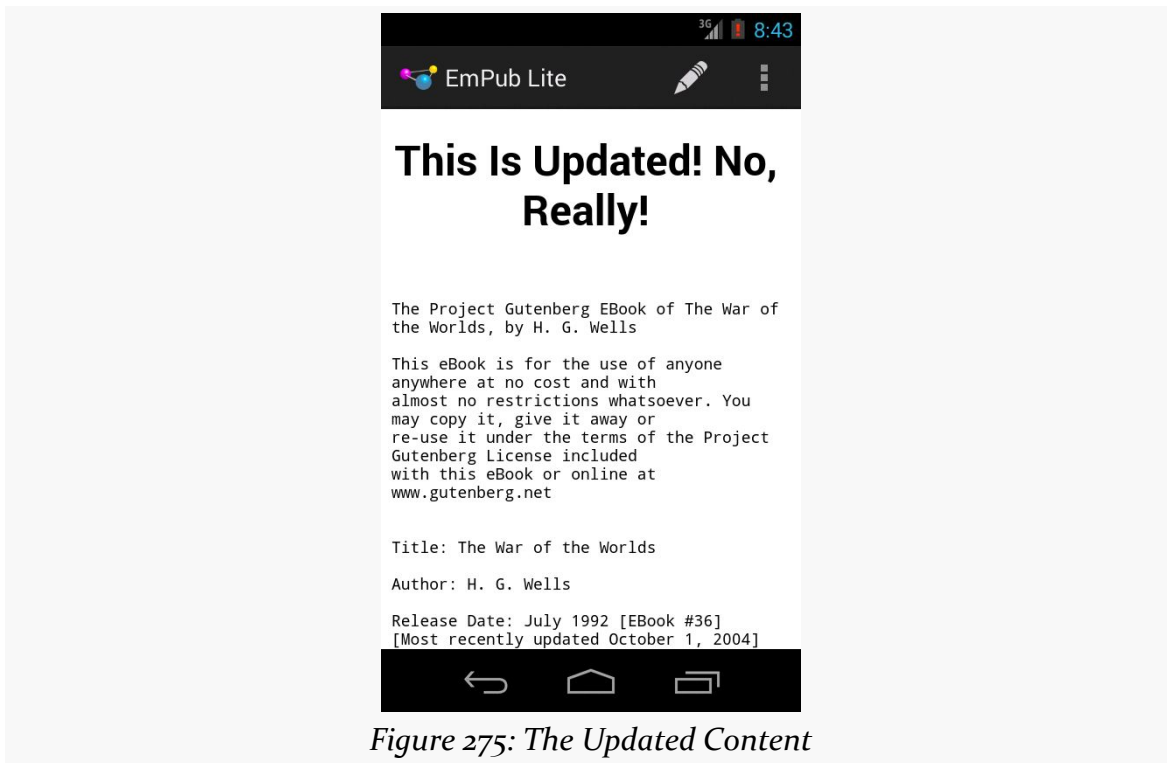 3G
8:43
EmPub Lite
This Is Updated! No,
Really!
The Project Gutenberg EBook of The War of
the Worlds, by H. G. Wells
This eBook is for the use of anyone
anywhere at no cost and with
almost no restrictions whatsoever. You
may copy it, give it away or
re-use it under the terms of the Project
Gutenberg License included
with this eBook or online at
www.gutenberg.net
Title: The War of the Worlds
Author: H. G. Wells
Release Date: July 1992 [EBook #36]
[Most recently updated October 1, 2004]
Figure 275: The Updated Content